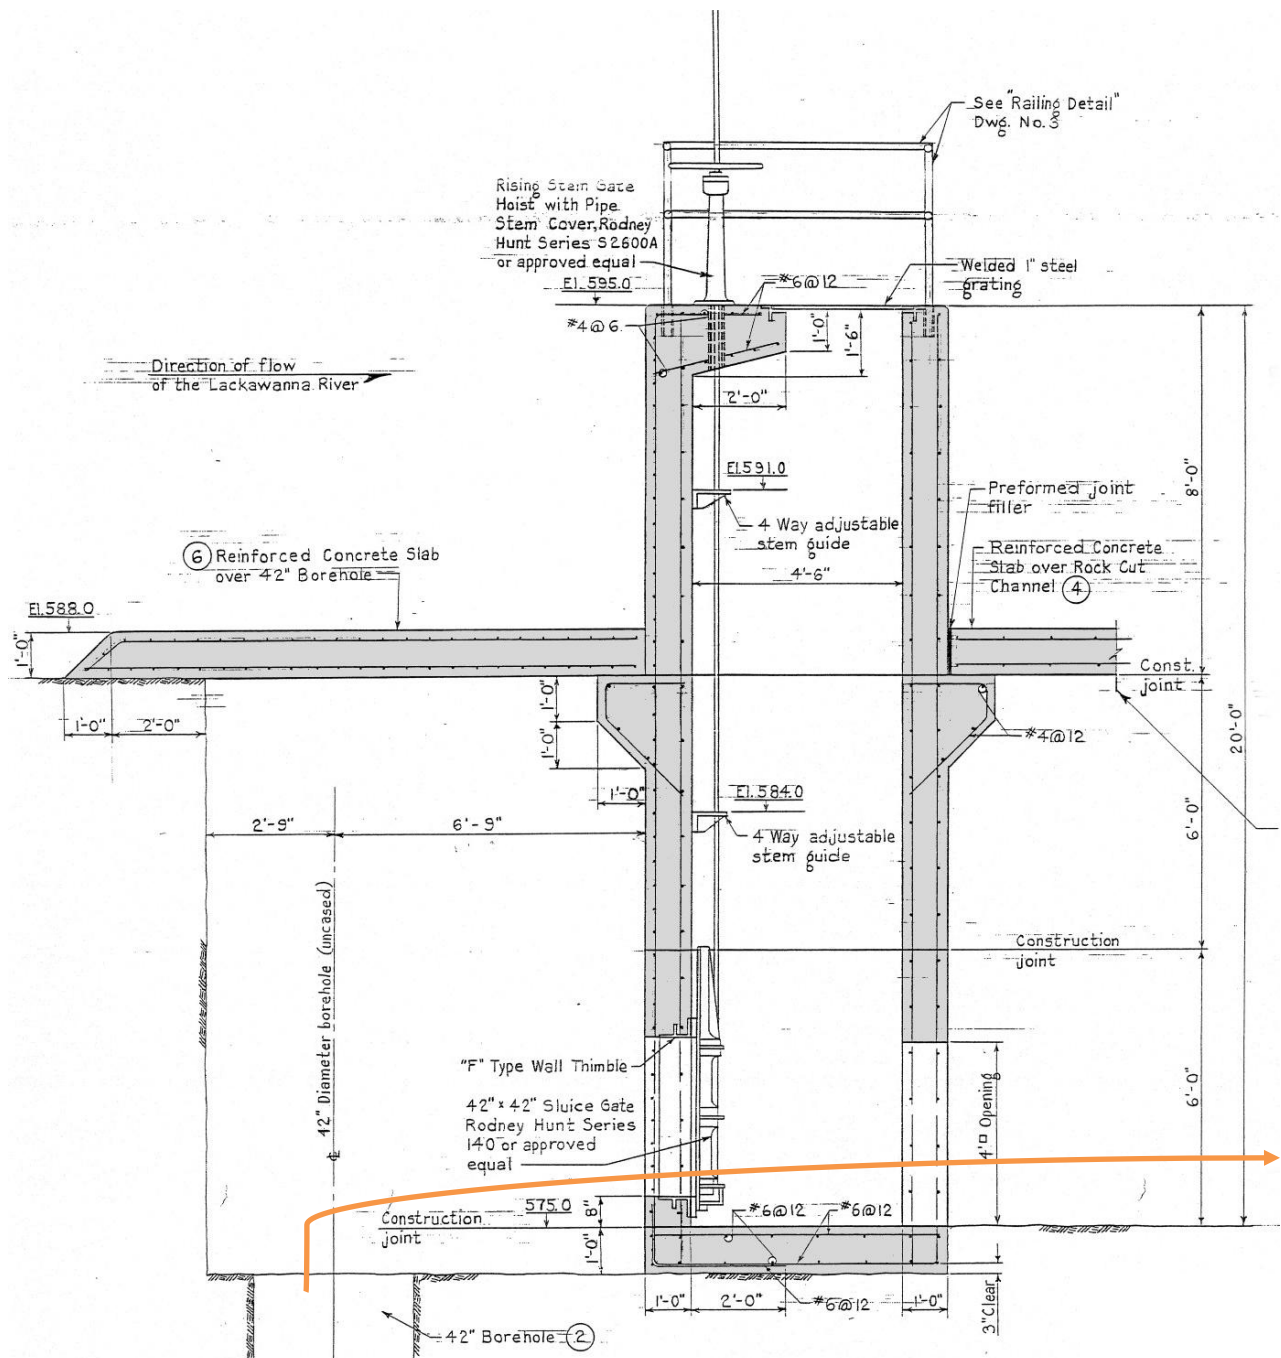 See "Railing Detail"
Dwg. No. 3
Rising Stem Gate
Hoist with Pipe
Stem Cover, Rodney
Hunt Series S2600A
or approved equal
El. 595.0
#6@12
Welded 1" steel
grating
#4@6
1'-0"
1'-6"
Direction of flow
of the Lackawanna River
2'-0"
El.591.0
8'-0"
Preformed joint
filler
4 Way adjustable
stem guide
6 Reinforced Concrete Slab
over 42" Borehole
Reinforced Concrete
Slab over Rock Cut
Channel 4
4'-6"
El.588.0
1'-0"
Const.
joint
1'-0"
2'-0"
1'-0"
1'-0"
1'-0"
#4@12
20'-0"
El.584.0
2'-9"
6'-9"
4 Way adjustable
stem guide
6'-0"
42" Diameter borehole (uncased)
Construction
joint
"F" Type Wall Thimble
42" x 42" Sluice Gate
Rodney Hunt Series
140 or approved
equal
4'□ Opening
6'-0"
575.0
8"
Construction
joint
#6@12
#6@12
1'-0"
1'-0"
2'-0"
#6@12
1'-0"
3" Clear
42" Borehole 2